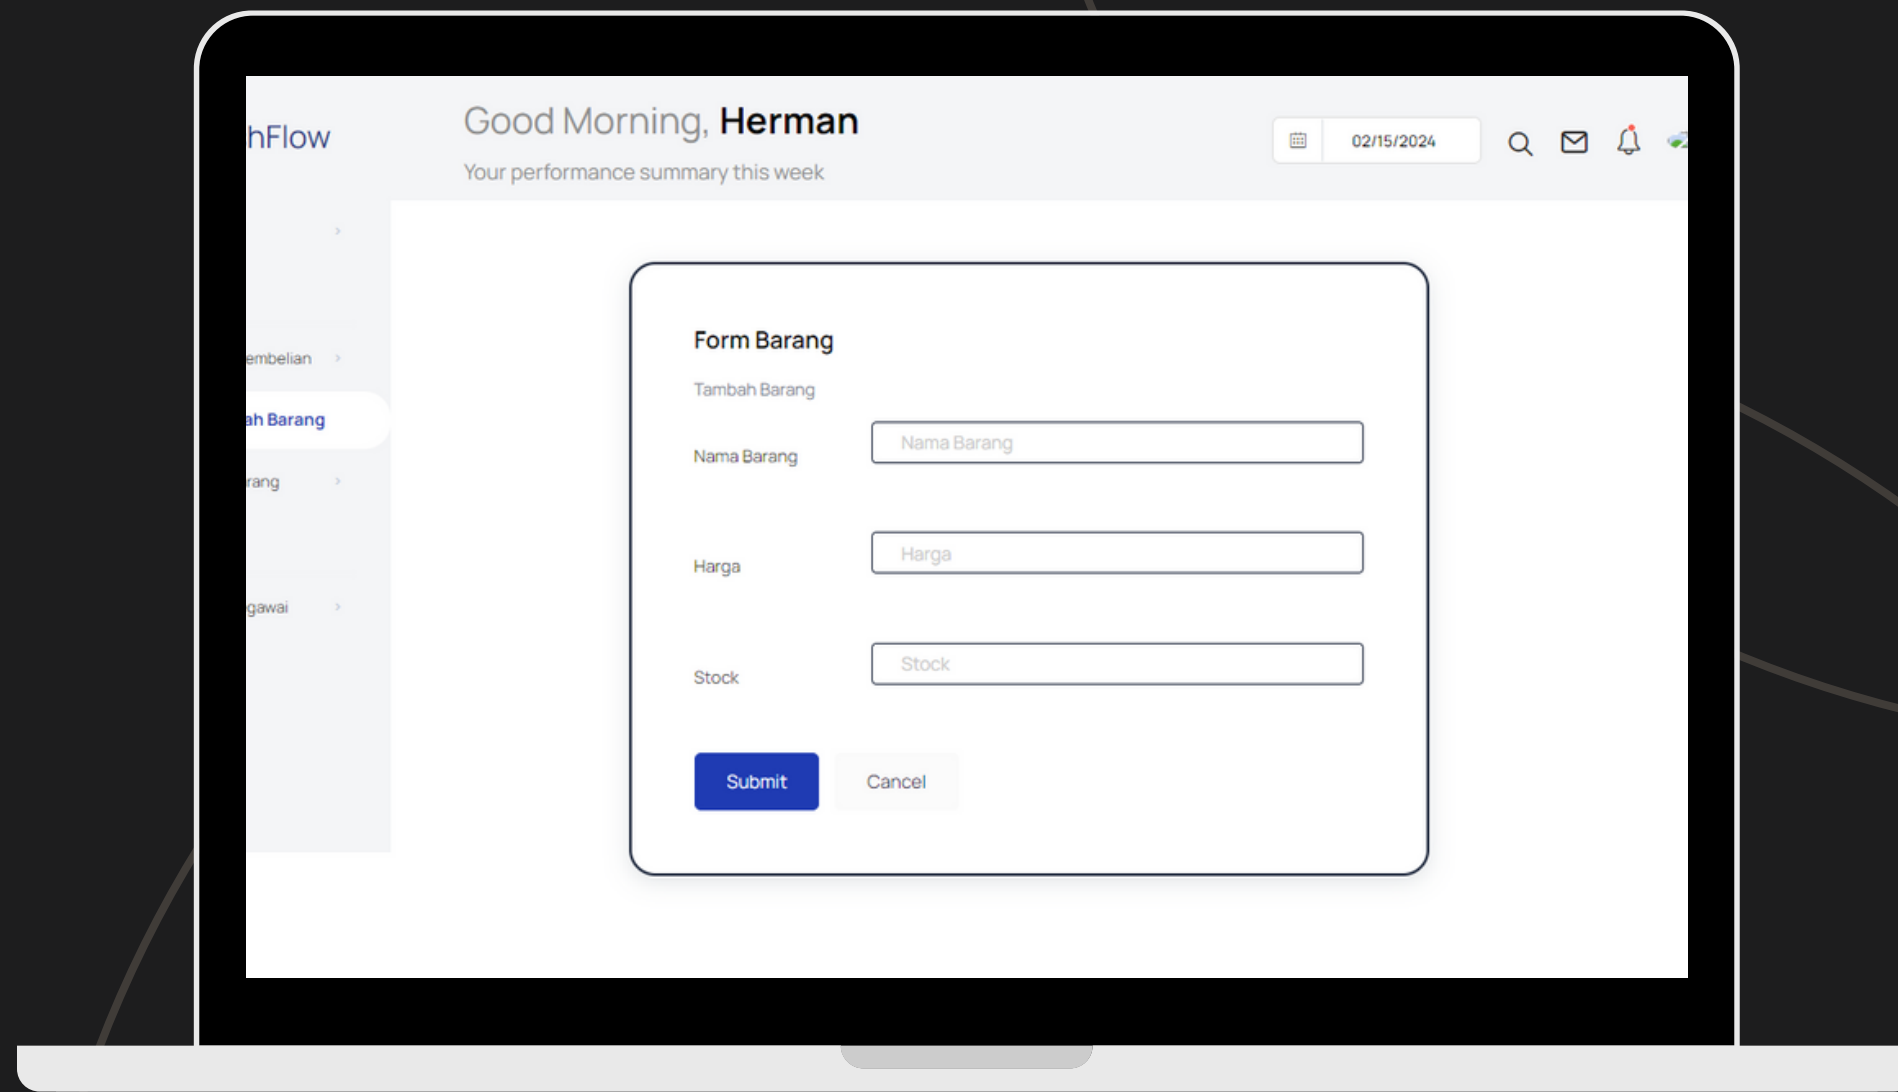 hFlow
Good Morning, Herman
Your performance summary this week
02/15/2024
embelian
ah Barang
rang
gawai
Form Barang
Tambah Barang
Nama Barang
Nama Barang
Harga
Harga
Stock
Stock
Submit
Cancel